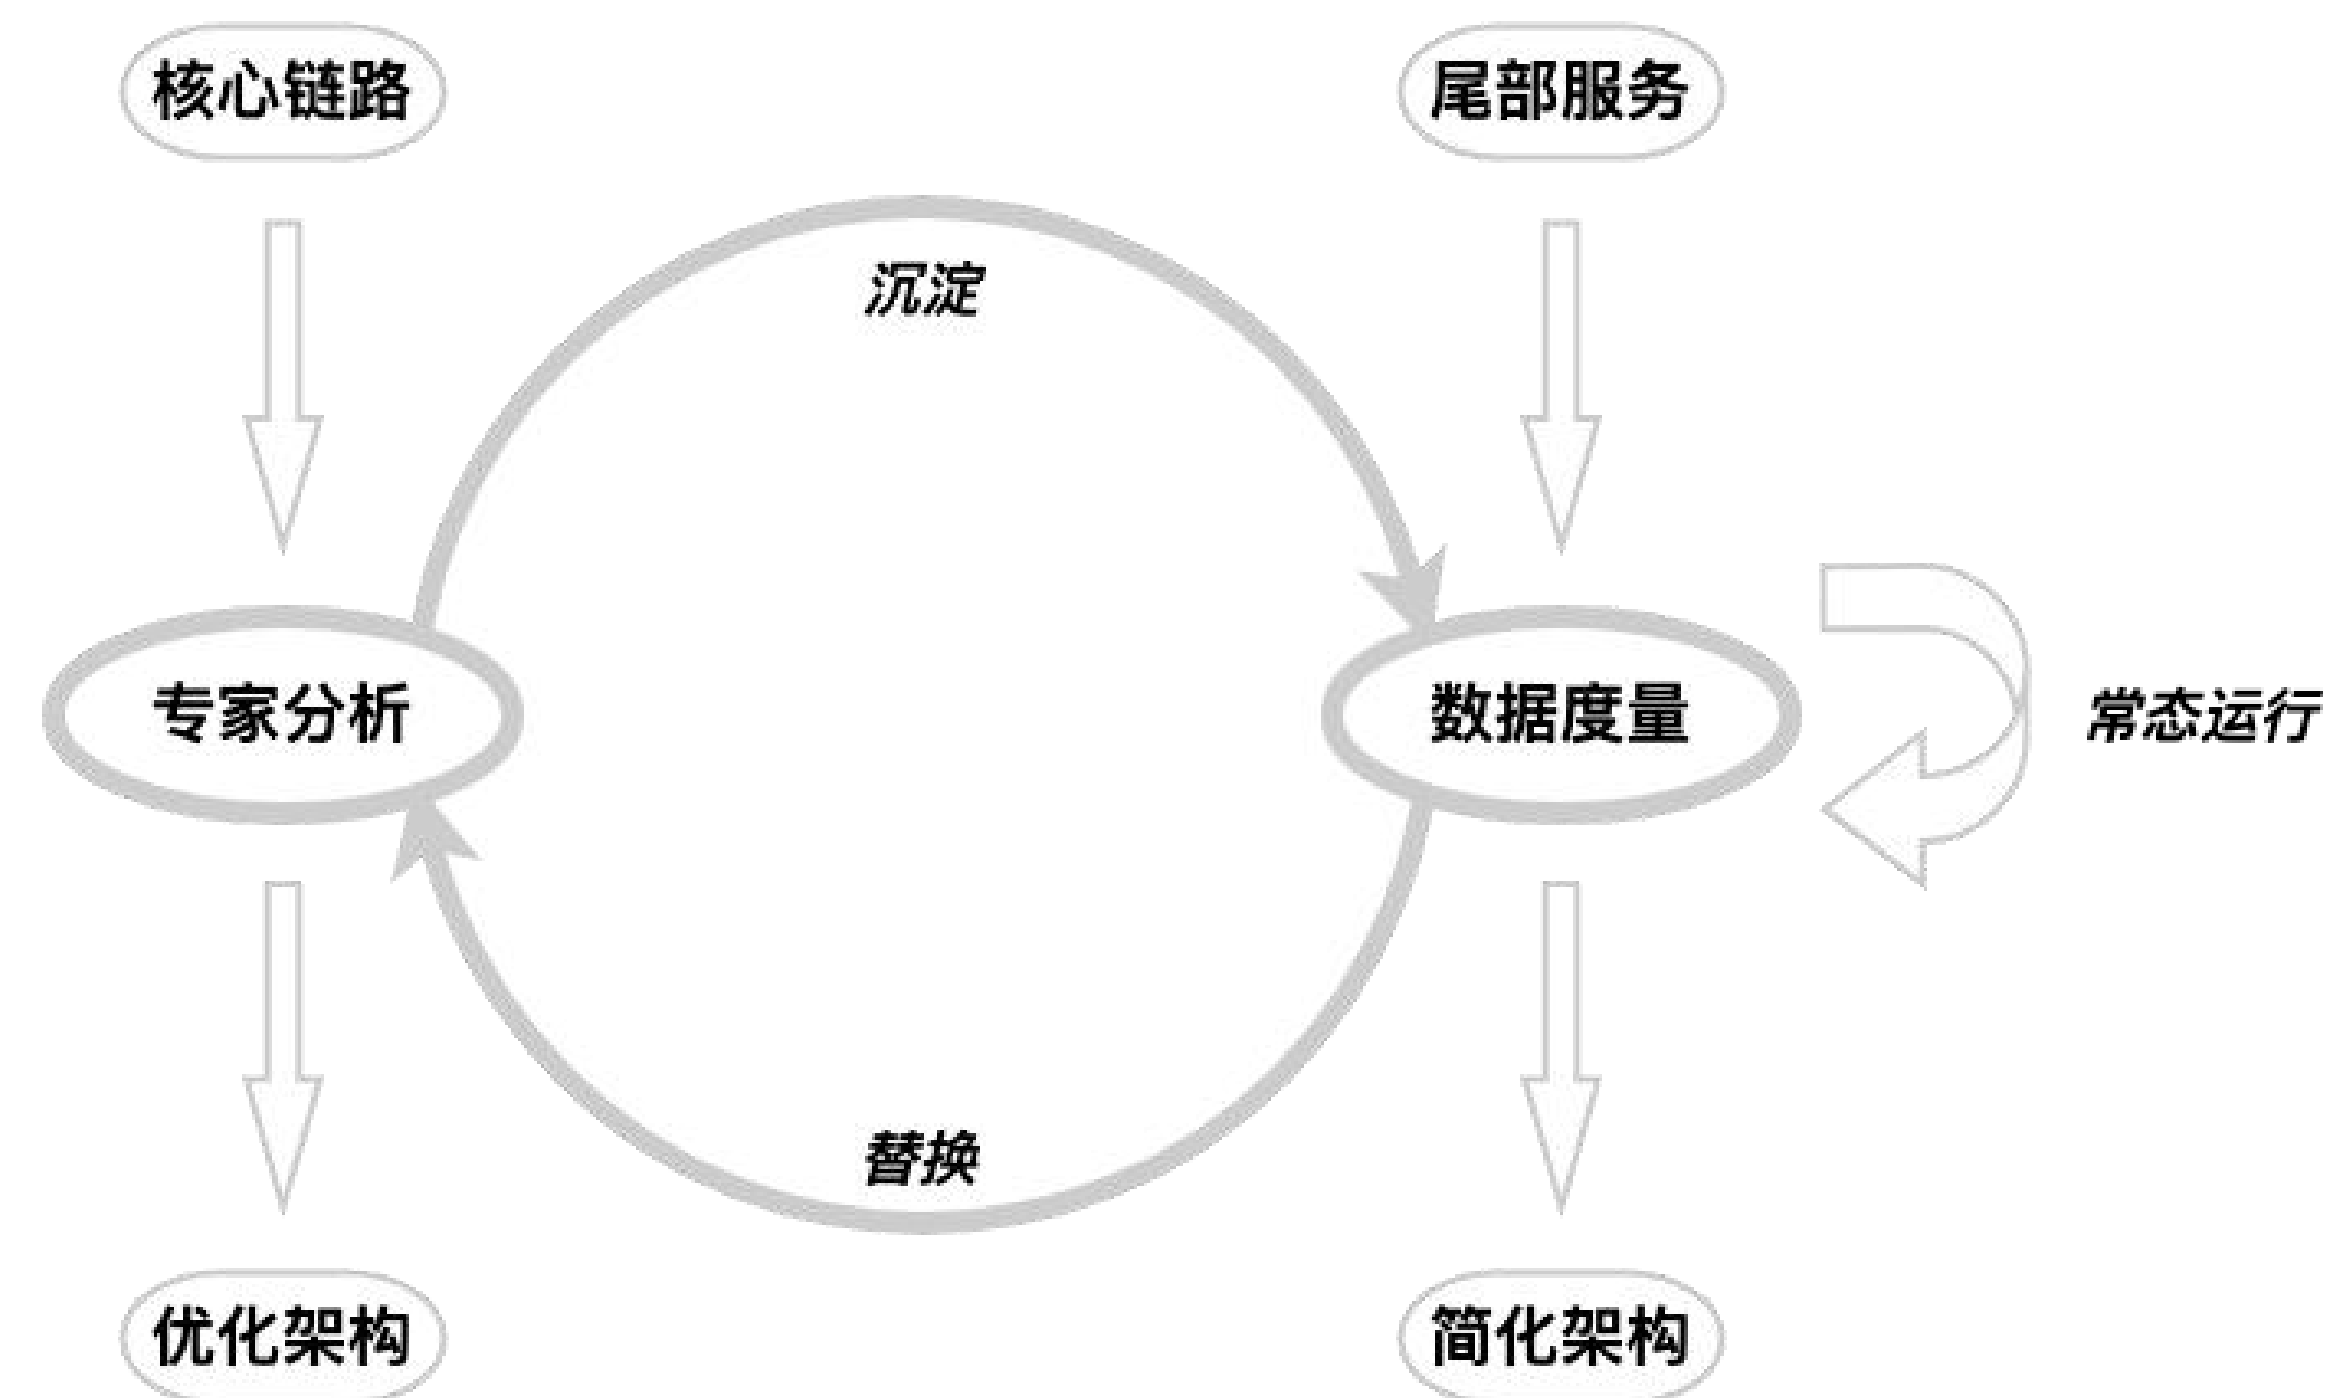 核心链路
尾部服务
沉淀
专家分析
数据度量
常态运行
替换
优化架构
简化架构